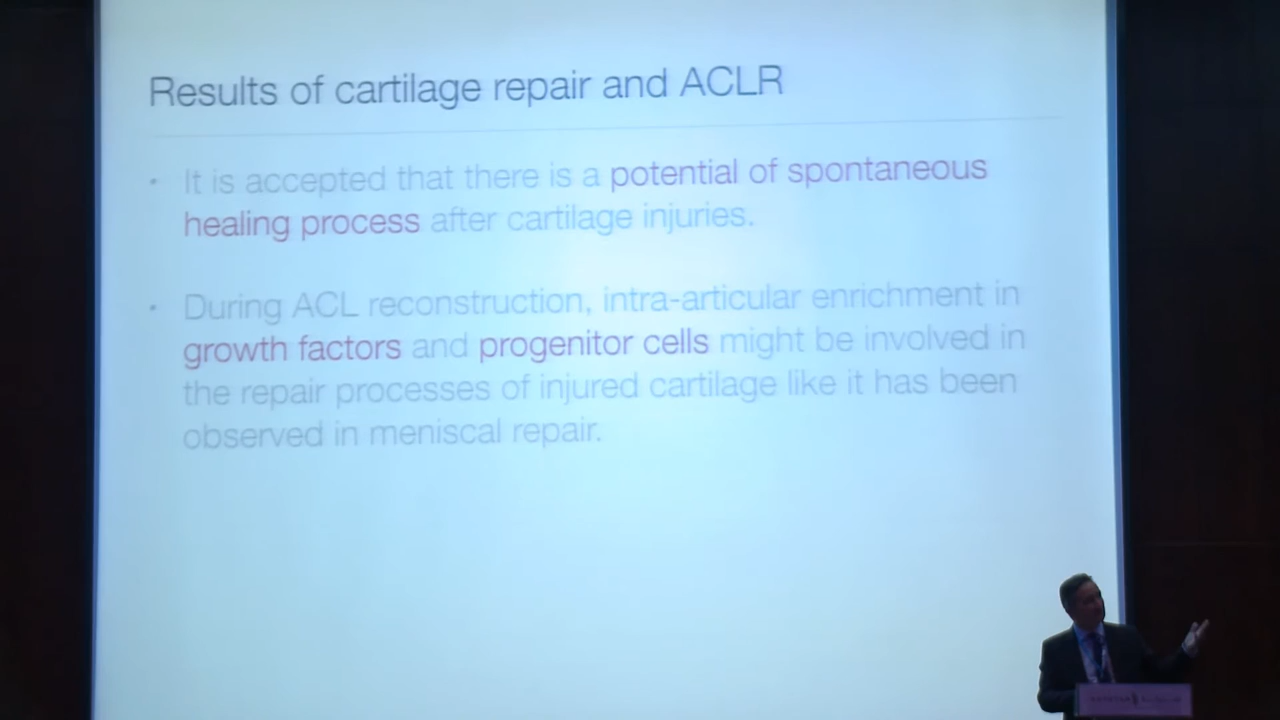 Results of cartilage repair and ACLR
• It is accepted that there is a potential of spontaneous
healing process after cartilage injuries.
• During ACL reconstruction, intra-articular enrichment in
growth factors and progenitor cells might be involved in
the repair processes of injured cartilage like it has been
observed in meniscal repair.